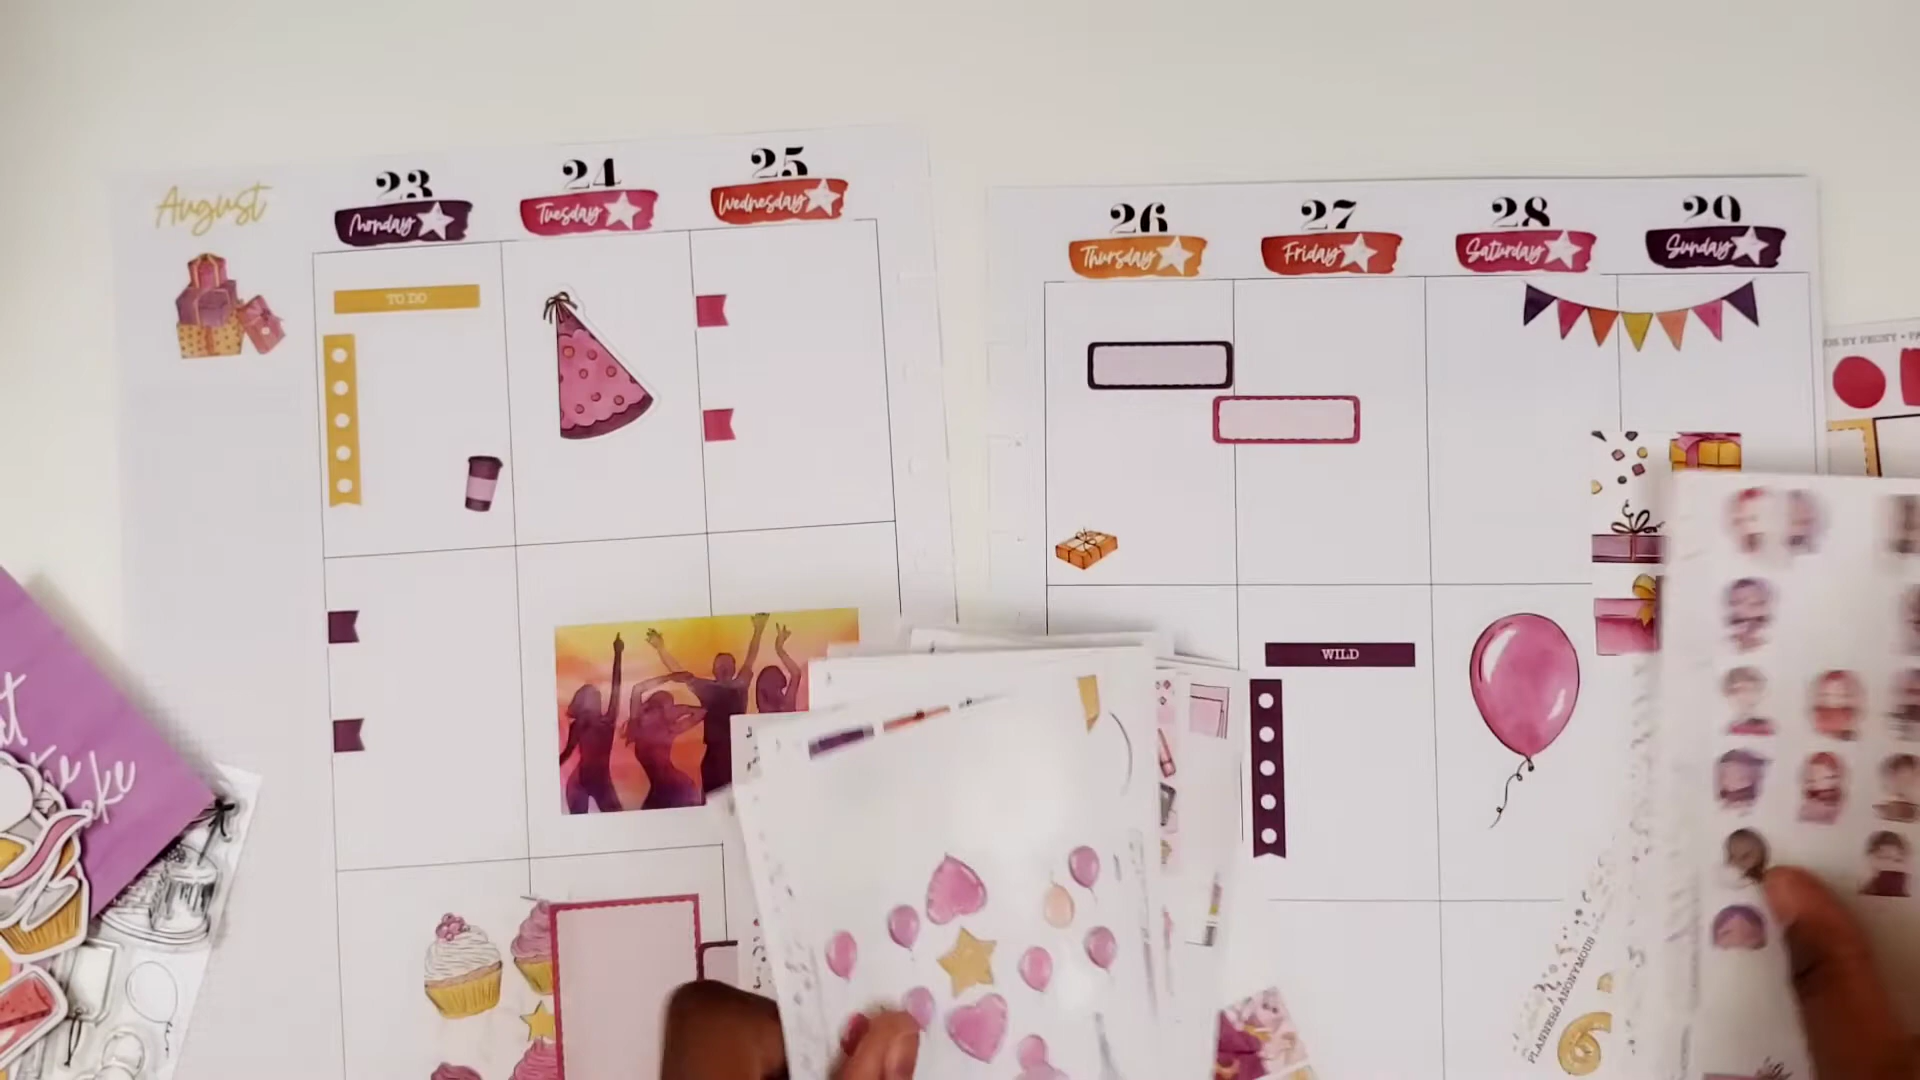 August
23
Monday
24
Tuesday
25
Wednesday
26
Thursday
27
Friday
28
Saturday
29
Sunday
TO DO
WILD
PLANNERS ANONYMOUS
6